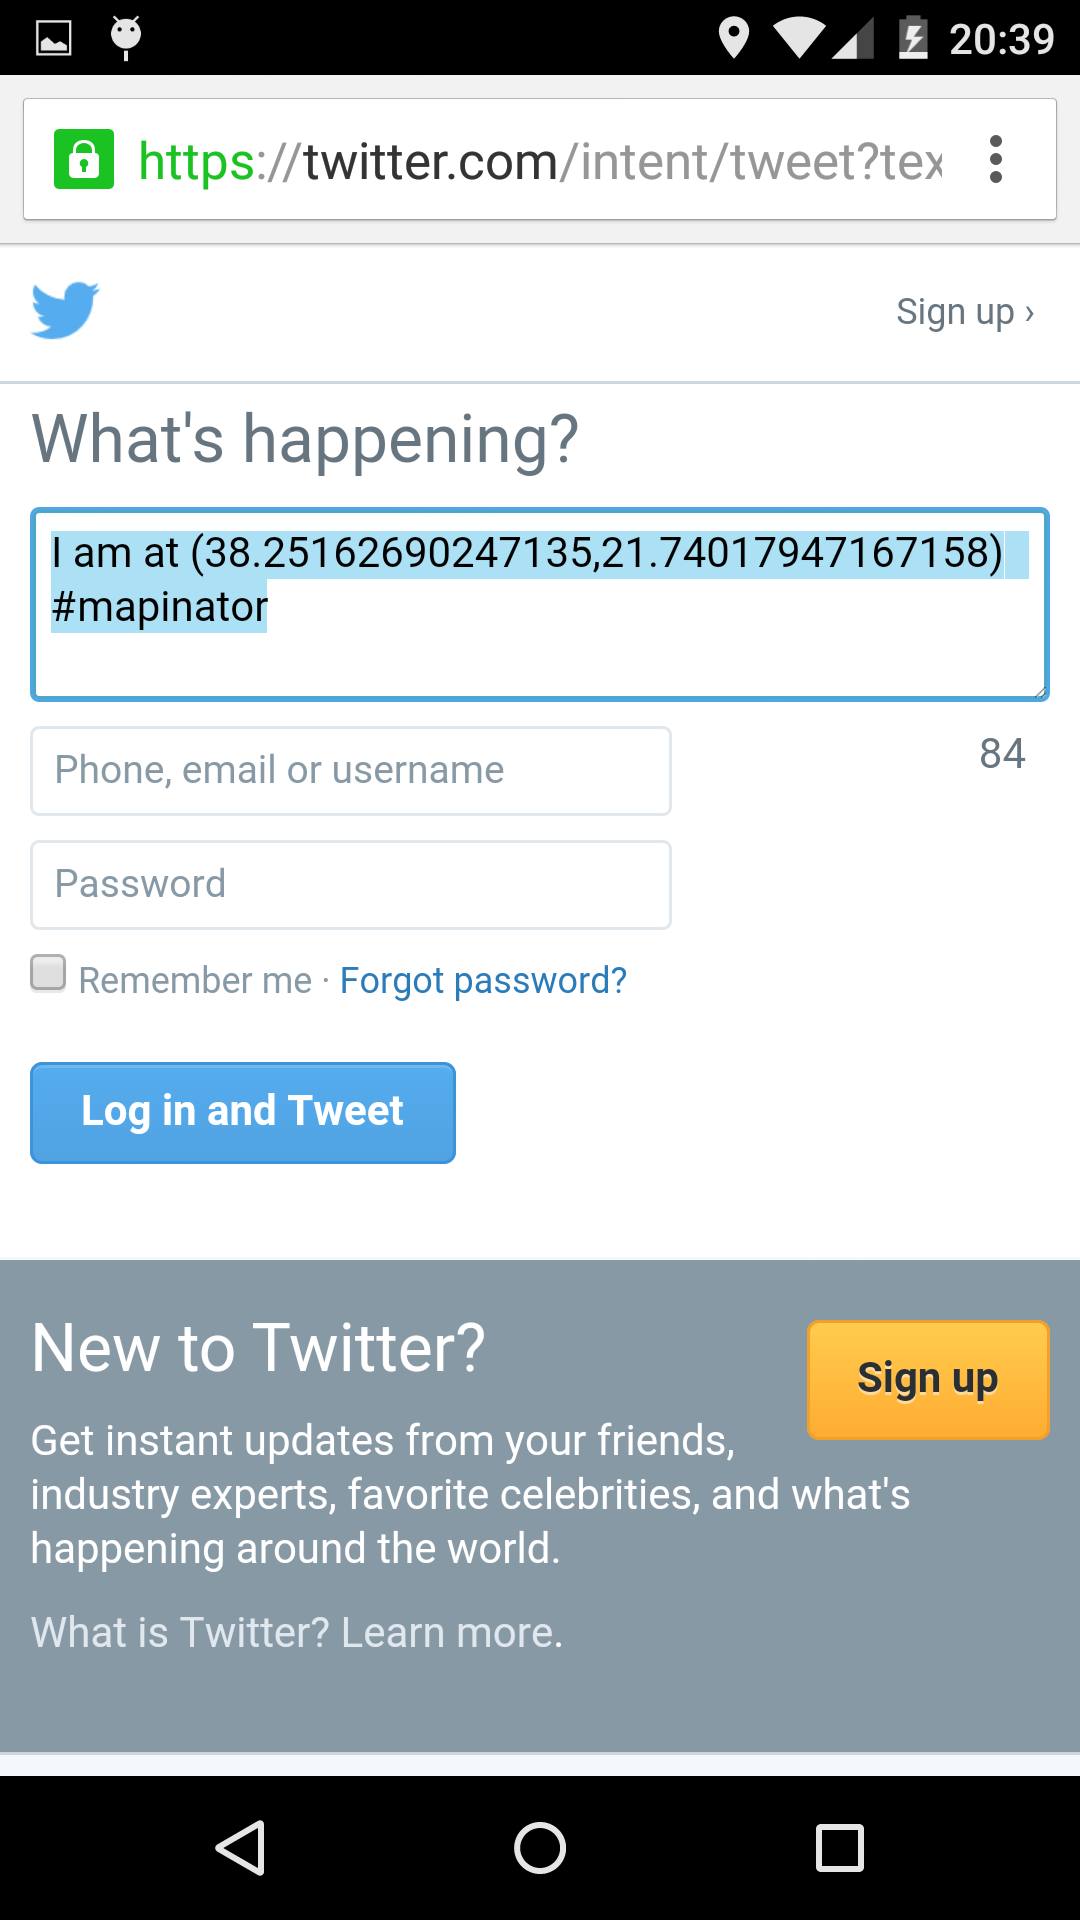 20:39
https://twitter.com/intent/tweet?tex
Sign up ›
What's happening?
I am at (38.25162690247135,21.74017947167158)
#mapinator
Phone, email or username
84
Password
Remember me · Forgot password?
Log in and Tweet
New to Twitter?
Sign up
Get instant updates from your friends,
industry experts, favorite celebrities, and what's
happening around the world.
What is Twitter? Learn more.